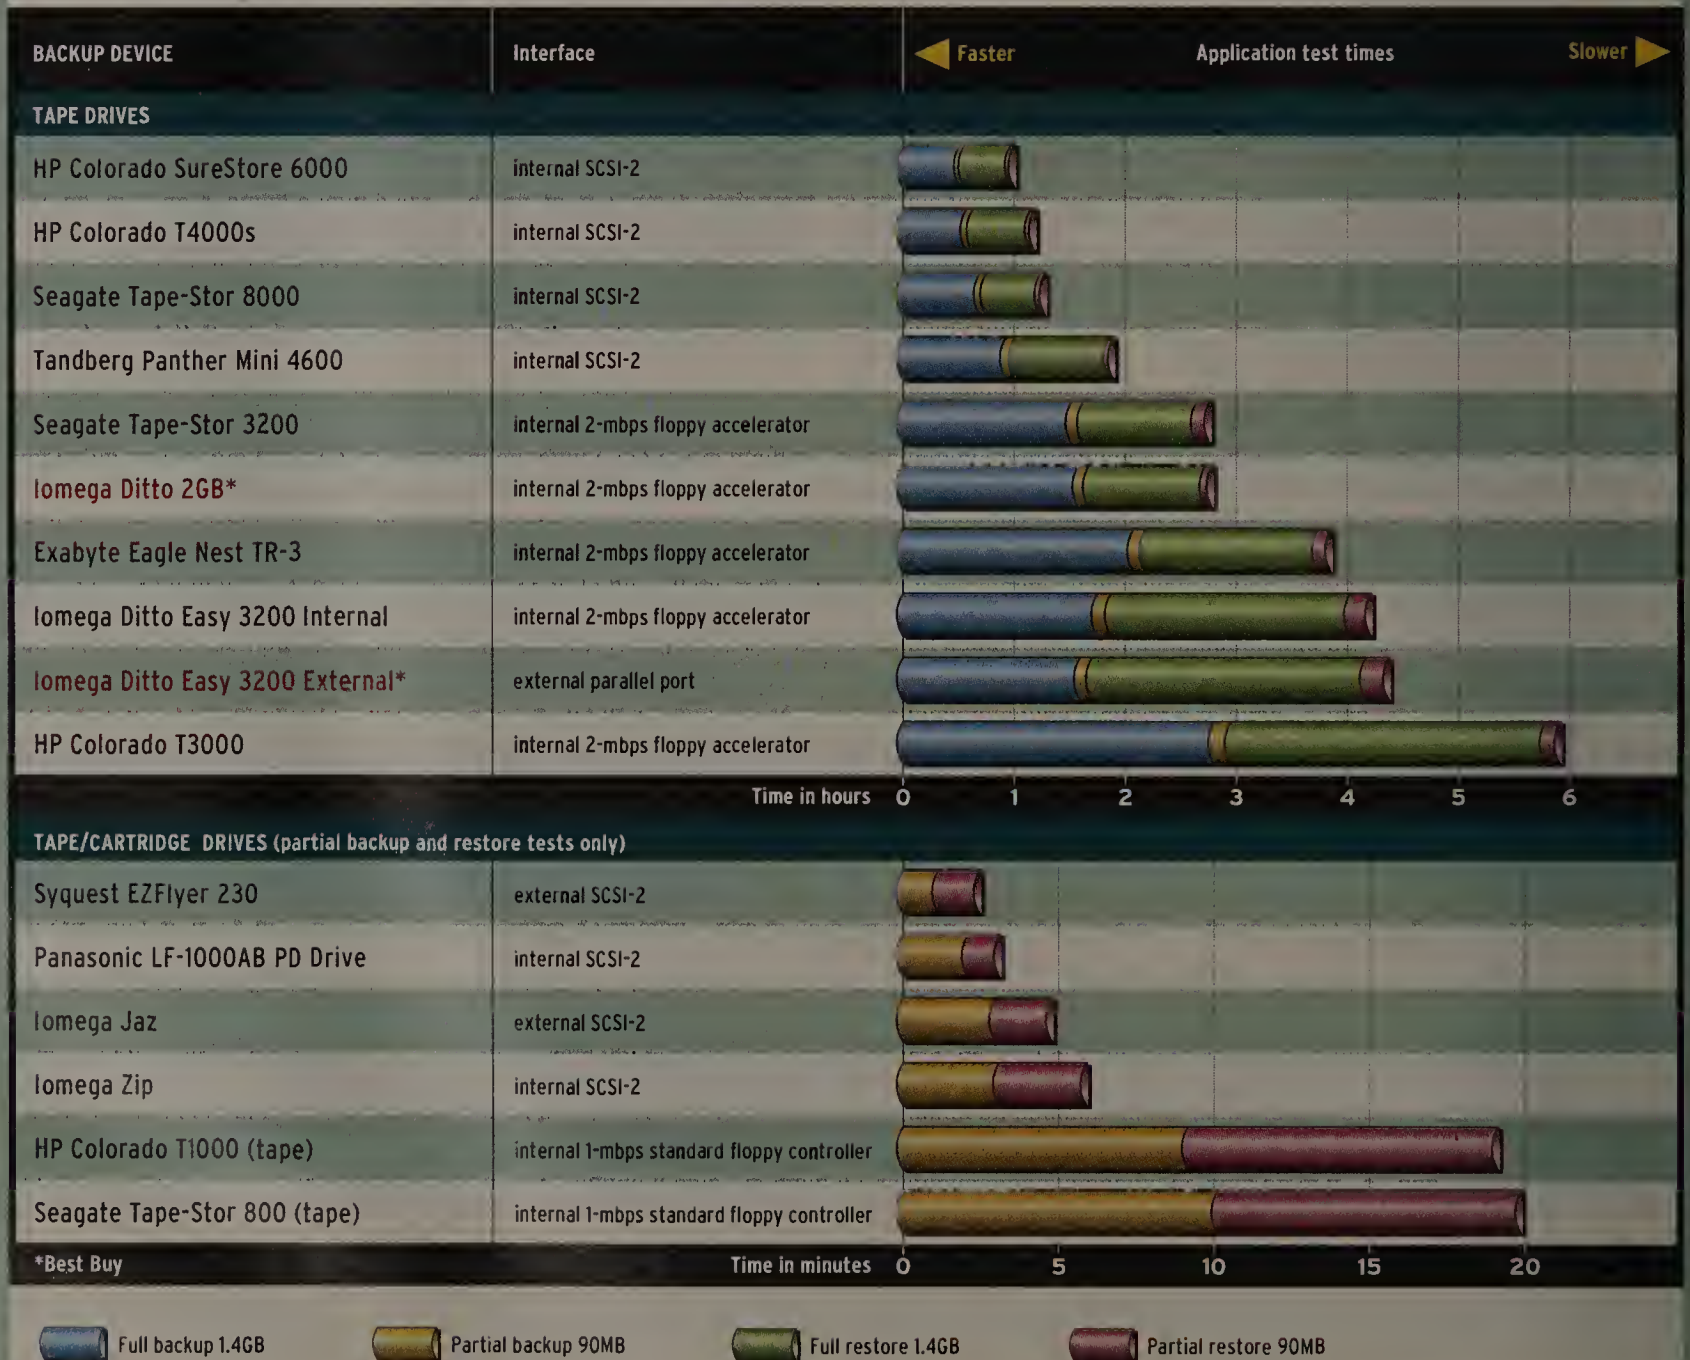 BACKUP DEVICE Interface Faster Application test times Slower
TAPE DRIVES
HP Colorado SureStore 6000 internal SCSI-2
HP Colorado T4000s internal SCSI-2
Seagate Tape-Stor 8000 internal SCSI-2
Tandberg Panther Mini 4600 internal SCSI-2
Seagate Tape-Stor 3200 internal 2-mbps floppy accelerator
Iomega Ditto 2GB* internal 2-mbps floppy accelerator
Exabyte Eagle Nest TR-3 internal 2-mbps floppy accelerator
Iomega Ditto Easy 3200 Internal internal 2-mbps floppy accelerator
Iomega Ditto Easy 3200 External* external parallel port
HP Colorado T3000 internal 2-mbps floppy accelerator
Time in hours 0 1 2 3 4 5 6
TAPE/CARTRIDGE DRIVES (partial backup and restore tests only)
Syquest EZFlyer 230 external SCSI-2
Panasonic LF-1000AB PD Drive internal SCSI-2
Iomega Jaz external SCSI-2
Iomega Zip internal SCSI-2
HP Colorado T1000 (tape) internal 1-mbps standard floppy controller
Seagate Tape-Stor 800 (tape) internal 1-mbps standard floppy controller
*Best Buy Time in minutes 0 5 10 15 20
Full backup 1.4GB Partial backup 90MB Full restore 1.4GB Partial restore 90MB